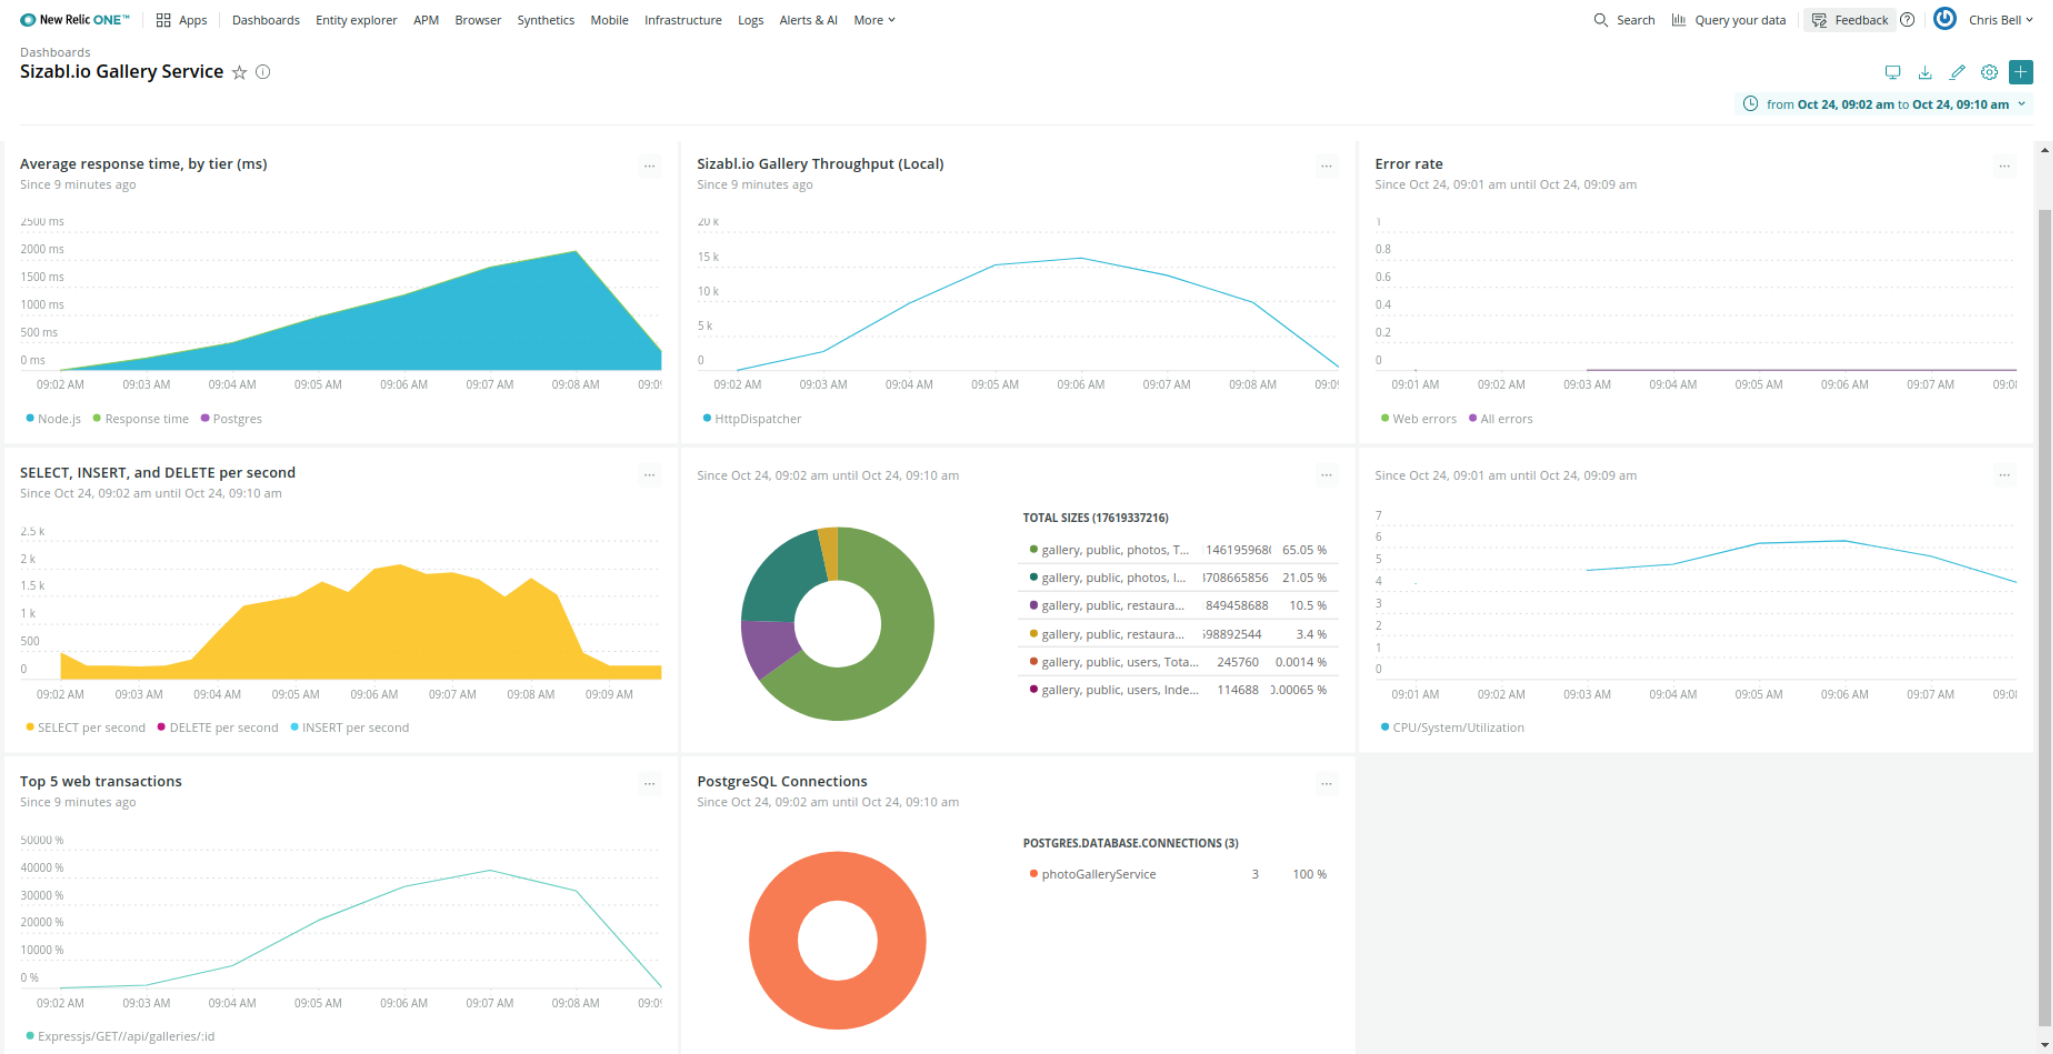 New Relic ONE™ Apps Dashboards Entity explorer APM Browser Synthetics Mobile Infrastructure Logs Alerts & AI More Search Query your data Feedback Chris Bell
Dashboards
Sizabl.io Gallery Service
from Oct 24, 09:02 am to Oct 24, 09:10 am
Average response time, by tier (ms)
Since 9 minutes ago
2500 ms
2000 ms
1500 ms
1000 ms
500 ms
0 ms
09:02 AM 09:03 AM 09:04 AM 09:05 AM 09:06 AM 09:07 AM 09:08 AM
Node.js Response time Postgres
Sizabl.io Gallery Throughput (Local)
Since 9 minutes ago
20 k
15 k
10 k
5 k
0
09:02 AM 09:03 AM 09:04 AM 09:05 AM 09:06 AM 09:07 AM 09:08 AM
HttpDispatcher
Error rate
Since Oct 24, 09:01 am until Oct 24, 09:09 am
1
0.8
0.6
0.4
0.2
0
09:01 AM 09:02 AM 09:03 AM 09:04 AM 09:05 AM 09:06 AM 09:07 AM
Web errors All errors
SELECT, INSERT, and DELETE per second
Since Oct 24, 09:02 am until Oct 24, 09:10 am
2.5 k
2 k
1.5 k
1 k
500
0
09:02 AM 09:03 AM 09:04 AM 09:05 AM 09:06 AM 09:07 AM 09:08 AM 09:09 AM
SELECT per second DELETE per second INSERT per second
Since Oct 24, 09:02 am until Oct 24, 09:10 am
TOTAL SIZES (17619337216)
gallery, public, photos, T... 1461959680 65.05 %
gallery, public, photos, I... 708665856 21.05 %
gallery, public, restaura... 849458688 10.5 %
gallery, public, restaura... 98892544 3.4 %
gallery, public, users, Tota... 245760 0.0014 %
gallery, public, users, Inde... 114688 .00065 %
Since Oct 24, 09:01 am until Oct 24, 09:09 am
7
6
5
4
3
2
1
0
09:01 AM 09:02 AM 09:03 AM 09:04 AM 09:05 AM 09:06 AM 09:07 AM
CPU/System/Utilization
Top 5 web transactions
Since 9 minutes ago
50000 %
40000 %
30000 %
20000 %
10000 %
0 %
09:02 AM 09:03 AM 09:04 AM 09:05 AM 09:06 AM 09:07 AM 09:08 AM
Expressjs/GET//api/galleries/:id
PostgreSQL Connections
Since Oct 24, 09:02 am until Oct 24, 09:10 am
POSTGRES.DATABASE.CONNECTIONS (3)
photoGalleryService 3 100 %